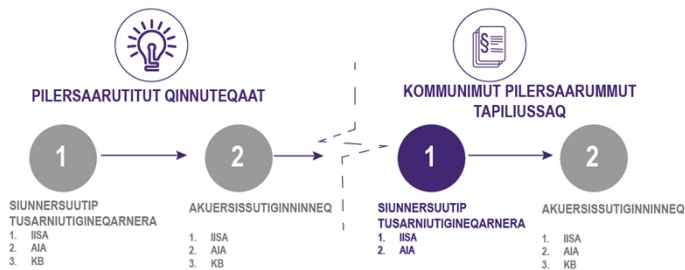 PILERSAARUTITUT QINNUTEQAAT
1
2
SIUNNERSUUTIP
TUSARNIUTIGINEQARNERA
1. IISA
2. AIA
3. KB
AKUERSISSUTIGINNINNEQ
1. IISA
2. AIA
3. KB
§
KOMMUNIMUT PILERSAARUMMUT
TAPILIUSSAQ
1
2
SIUNNERSUUTIP
TUSARNIUTIGINEQARNERA
1. IISA
2. AIA
AKUERSISSUTIGINNINNEQ
1. IISA
2. AIA
3. KB